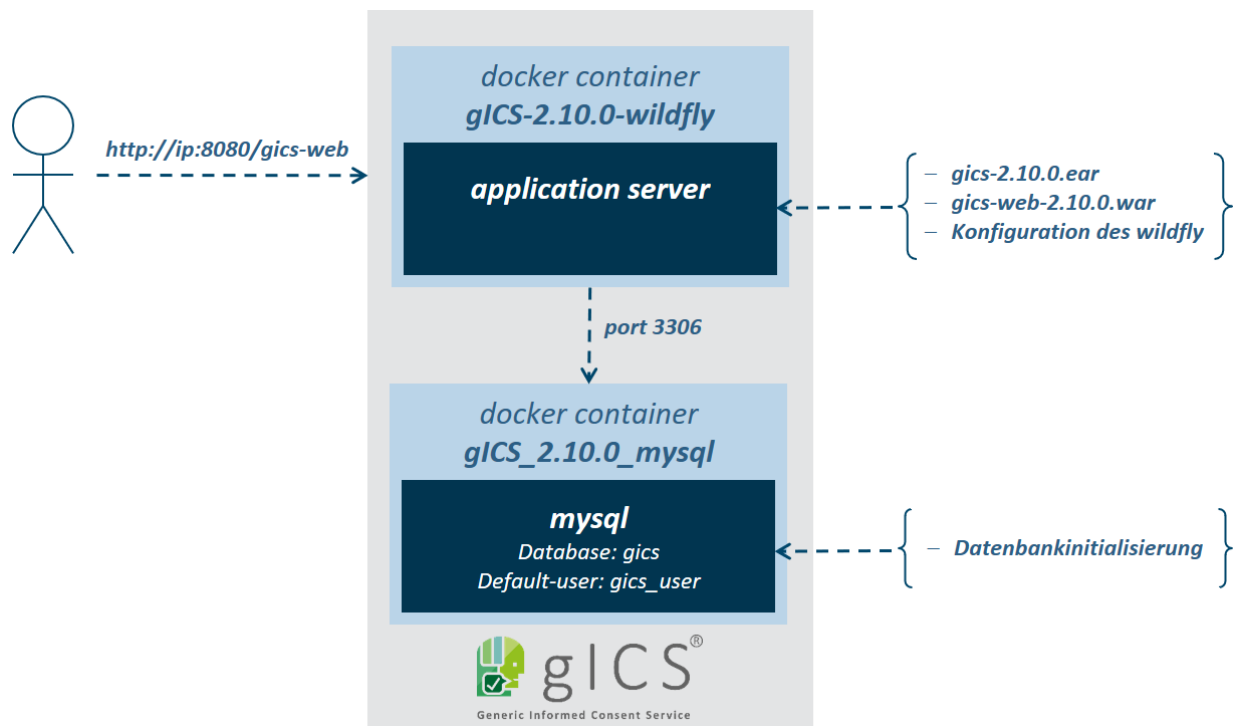 docker container
gICS-2.10.0-wildfly
http://ip:8080/gics-web
application server
– gics-2.10.0.ear
– gics-web-2.10.0.war
– Konfiguration des wildfly
port 3306
docker container
gICS_2.10.0_mysql
mysql
Database: gics
Default-user: gics_user
– Datenbankinitialisierung
gICS®
Generic Informed Consent Service